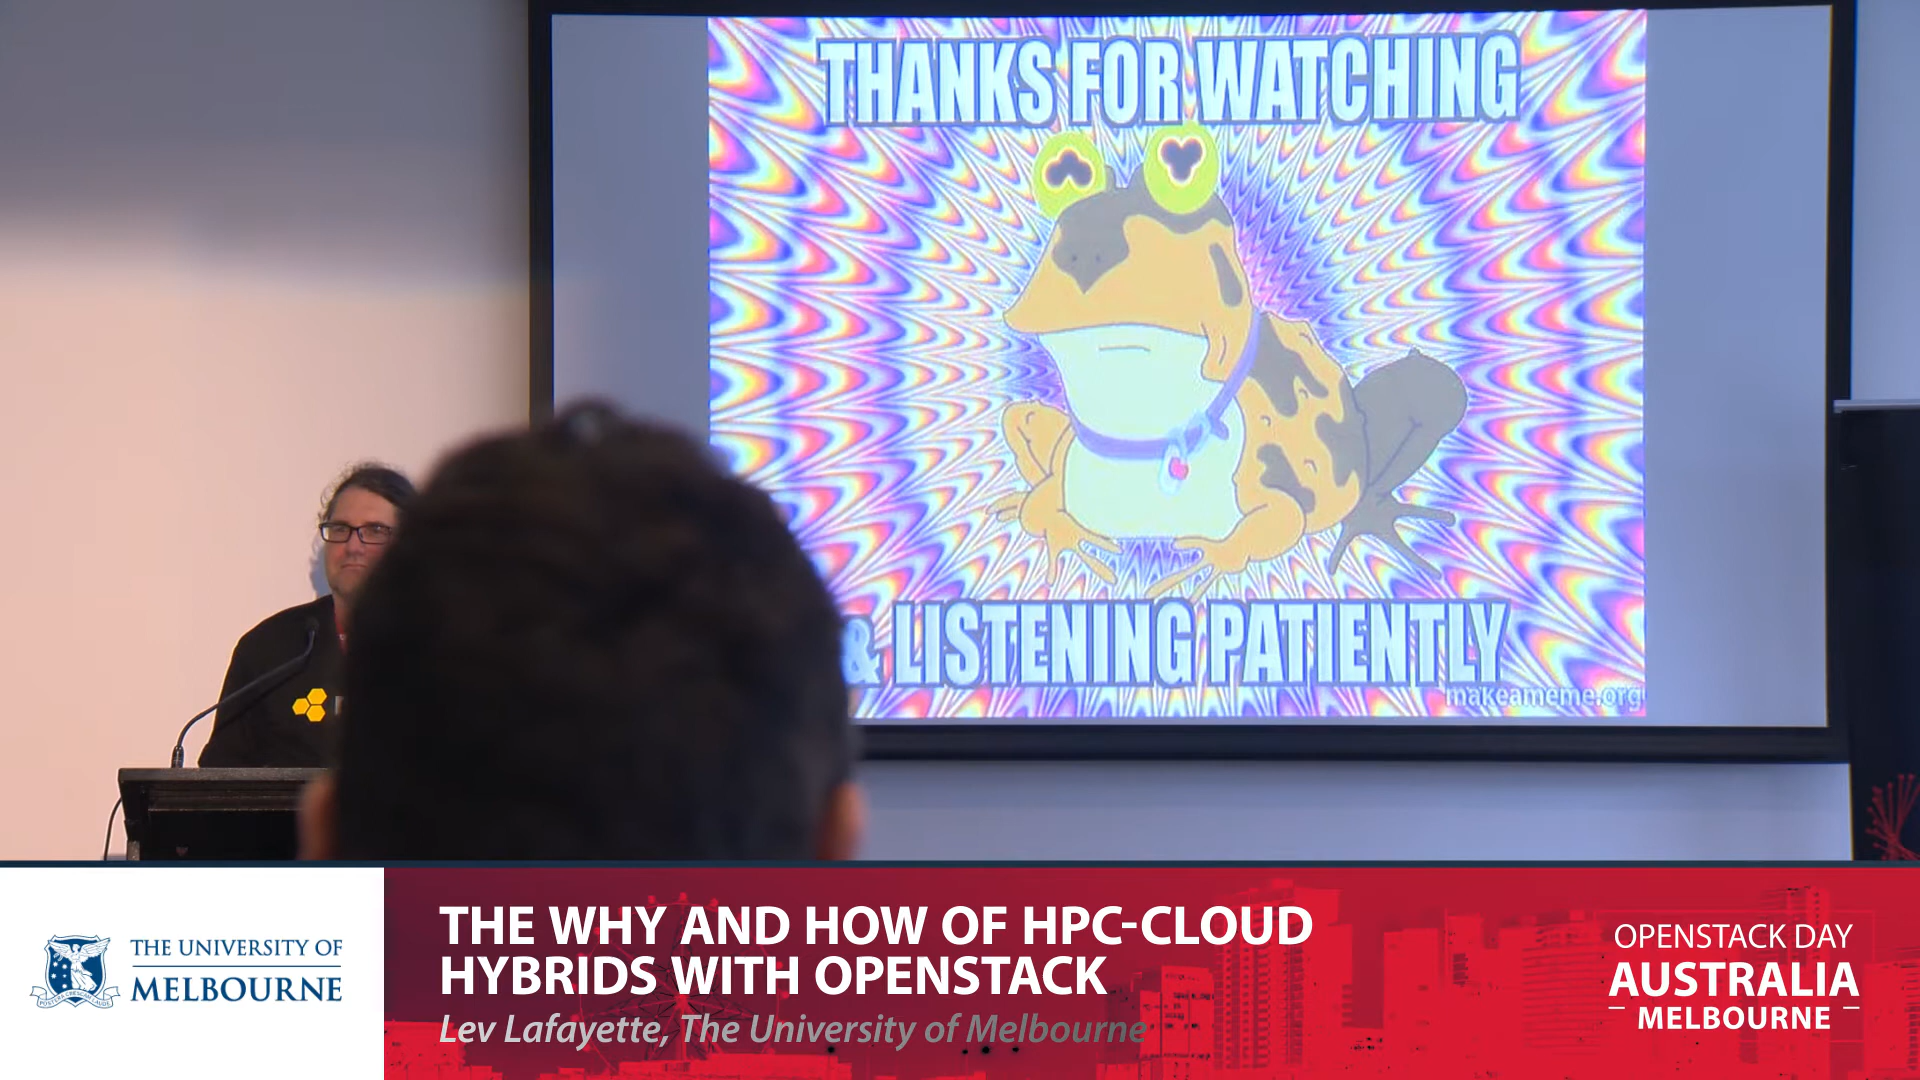 THANKS FOR WATCHING
& LISTENING PATIENTLY
makeameme.org
THE UNIVERSITY OF
MELBOURNE
THE WHY AND HOW OF HPC-CLOUD
HYBRIDS WITH OPENSTACK
Lev Lafayette, The University of Melbourne
OPENSTACK DAY
AUSTRALIA
MELBOURNE